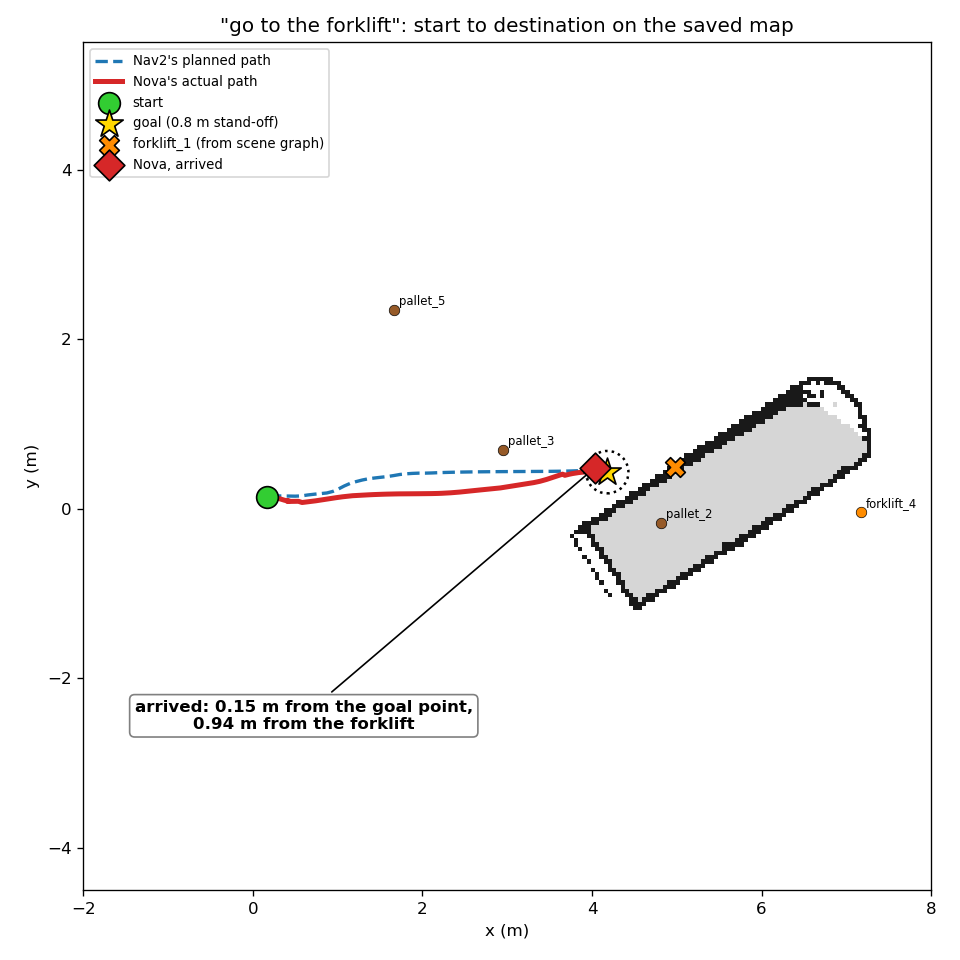 "go to the forklift": start to destination on the saved map
Nav2's planned path
Nova's actual path
start
goal (0.8 m stand-off)
forklift_1 (from scene graph)
Nova, arrived
4
2
0
−2
−4
y (m)
pallet_5
pallet_3
pallet_2
forklift_4
arrived: 0.15 m from the goal point,
0.94 m from the forklift
−2
0
2
4
6
8
x (m)